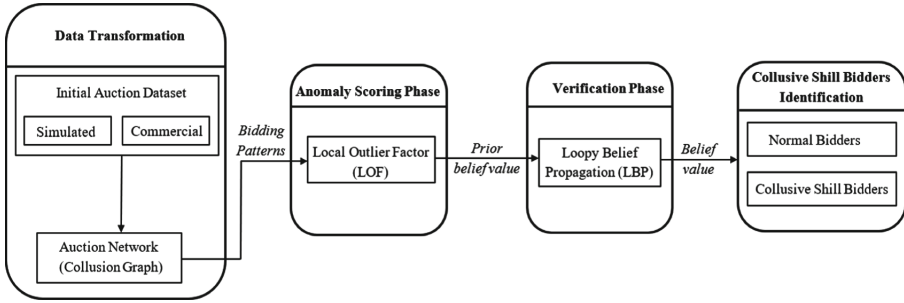 Data Transformation
Initial Auction Dataset
Simulated
Commercial
Auction Network
(Collusion Graph)
Bidding
Patterns
Anomaly Scoring Phase
Local Outlier Factor
(LOF)
Prior
belief value
Verification Phase
Loopy Belief
Propagation (LBP)
Belief
value
Collusive Shill Bidders
Identification
Normal Bidders
Collusive Shill Bidders